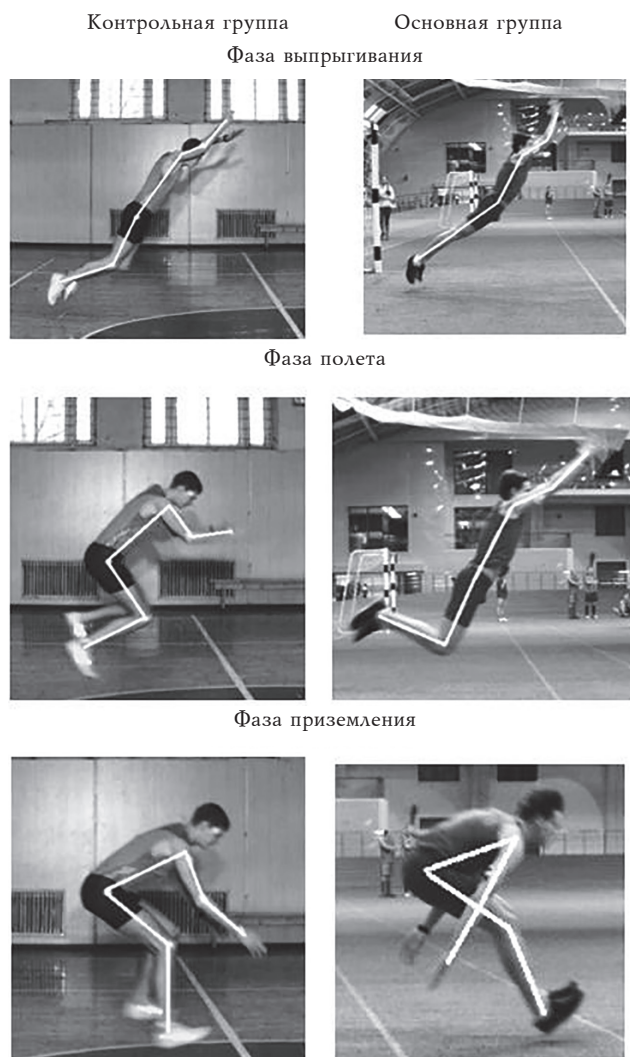 Контрольная группа Основная группа
Фаза выпрыгивания
Фаза полета
Фаза приземления